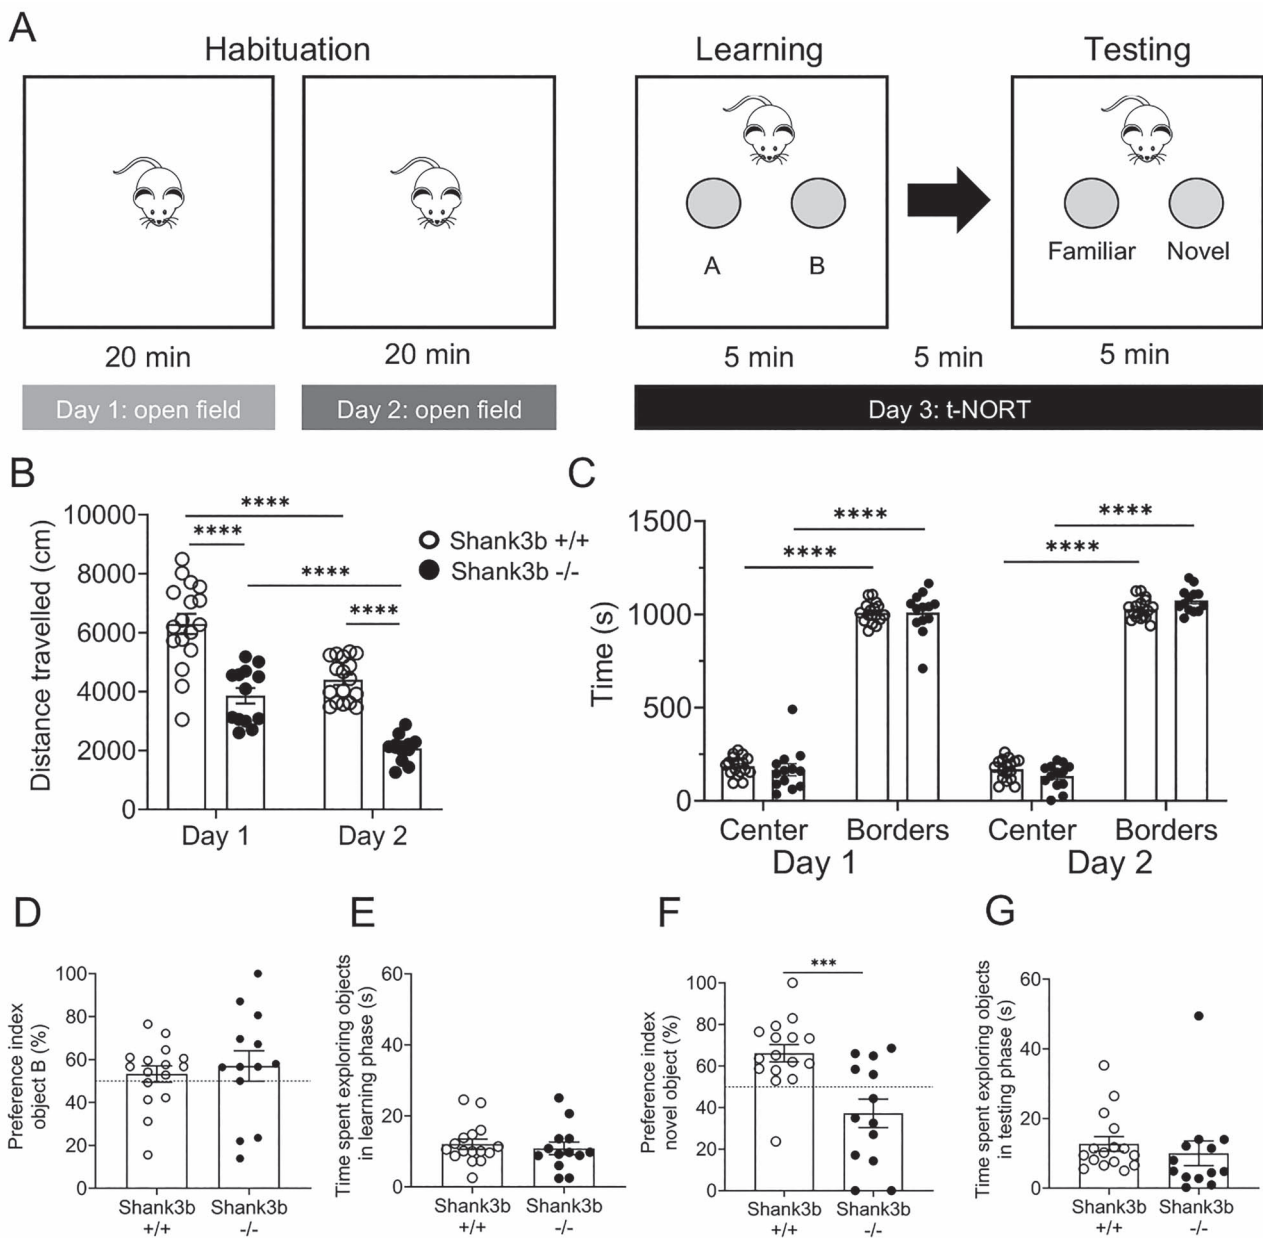 A
Habituation
Learning
Testing
A
B
Familiar
Novel
20 min
20 min
5 min
5 min
5 min
Day 1: open field
Day 2: open field
Day 3: t-NORT
B
Distance travelled (cm)
10000
8000
6000
4000
2000
0
****
****
****
****
Shank3b +/+
Shank3b -/-
Day 1
Day 2
C
Time (s)
1500
1000
500
0
****
****
****
****
Center
Borders
Center
Borders
Day 1
Day 2
D
Preference index
object B (%)
100
80
60
40
20
0
Shank3b
+/+
Shank3b
-/-
E
Time spent exploring objects
in learning phase (s)
60
40
20
0
Shank3b
+/+
Shank3b
-/-
F
Preference index
novel object (%)
100
80
60
40
20
0
***
Shank3b
+/+
Shank3b
-/-
G
Time spent exploring objects
in testing phase (s)
60
40
20
0
Shank3b
+/+
Shank3b
-/-